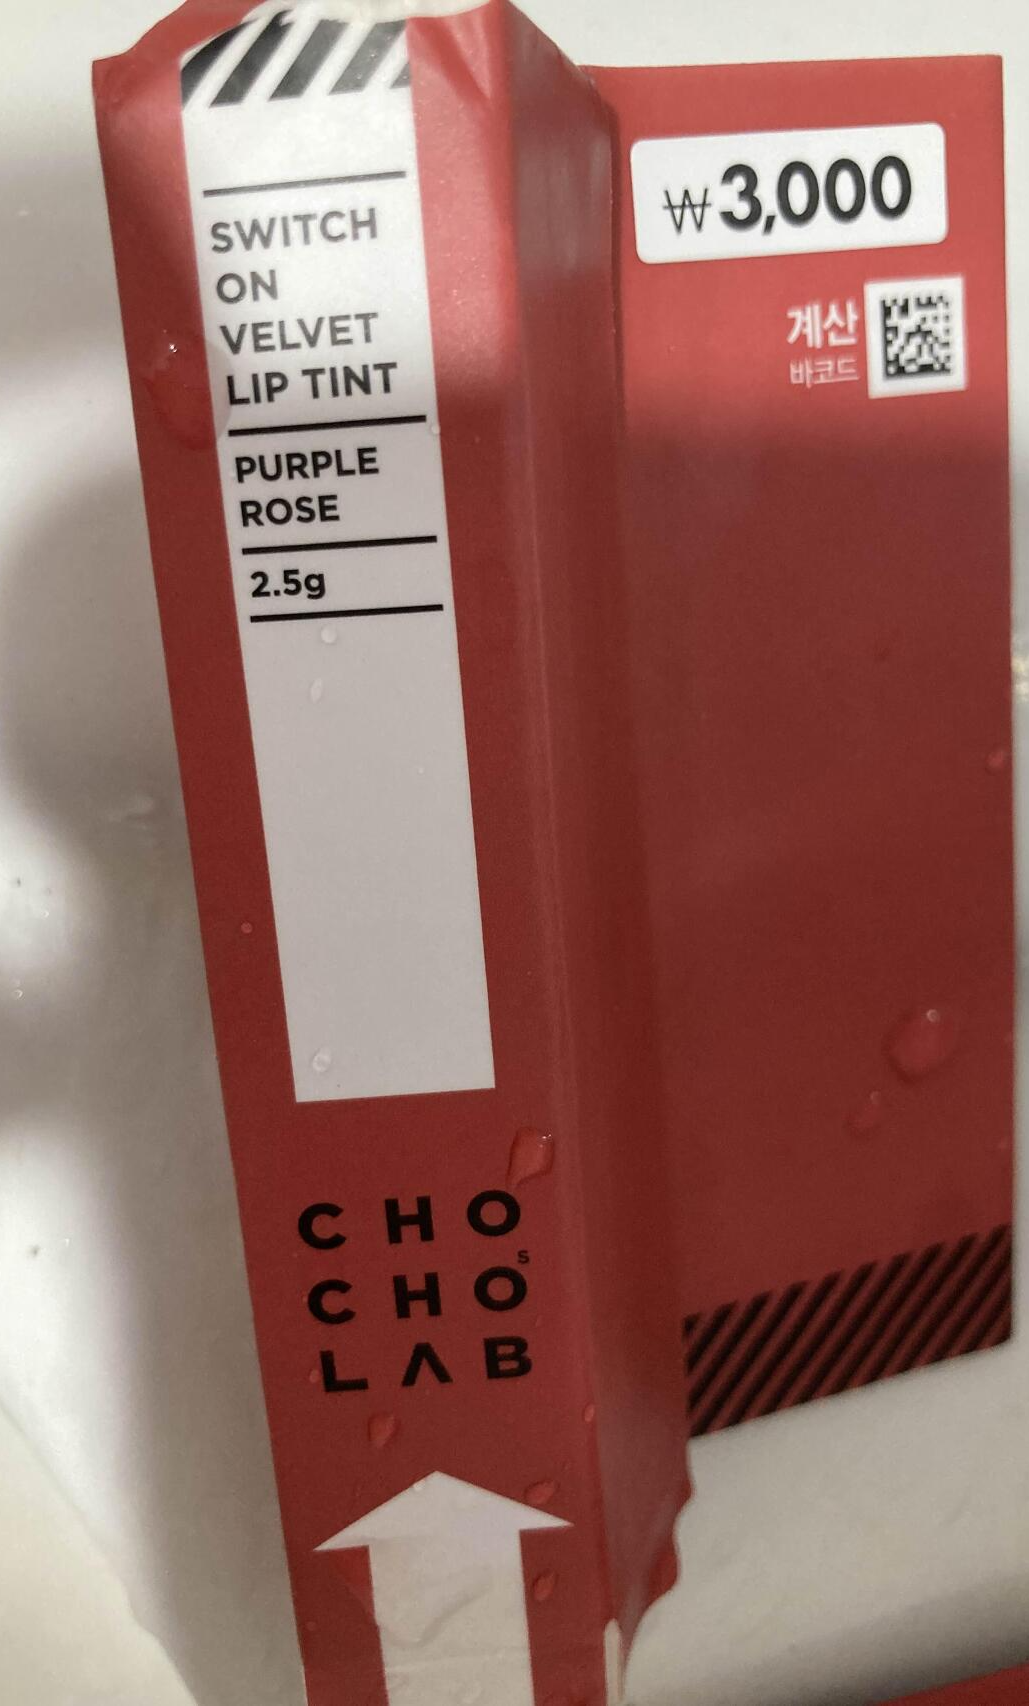 SWITCH
ON
VELVET
LIP TINT
PURPLE
ROSE
2.5g
CHO
CHO's
LAB
₩3,000
계산
바코드